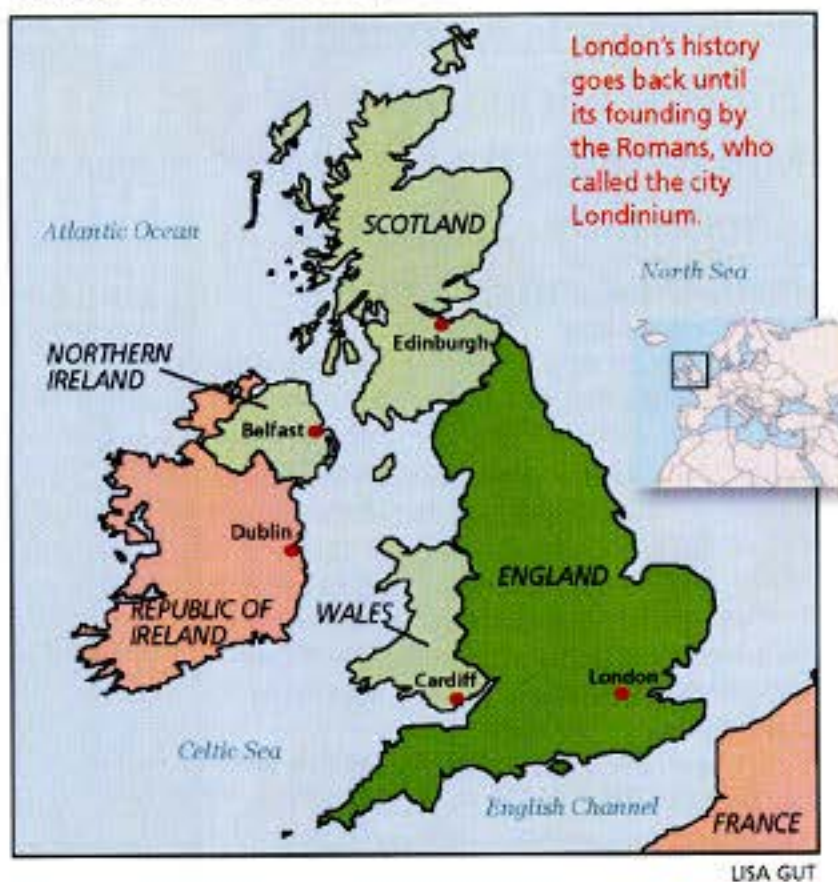 London's history
goes back until
its founding by
the Romans, who
called the city
Londinium.
Atlantic Ocean
SCOTLAND
North Sea
Edinburgh
NORTHERN
IRELAND
Belfast
Dublin
ENGLAND
REPUBLIC OF
IRELAND
WALES
Cardiff
London
Celtic Sea
English Channel
FRANCE
LISA GUT